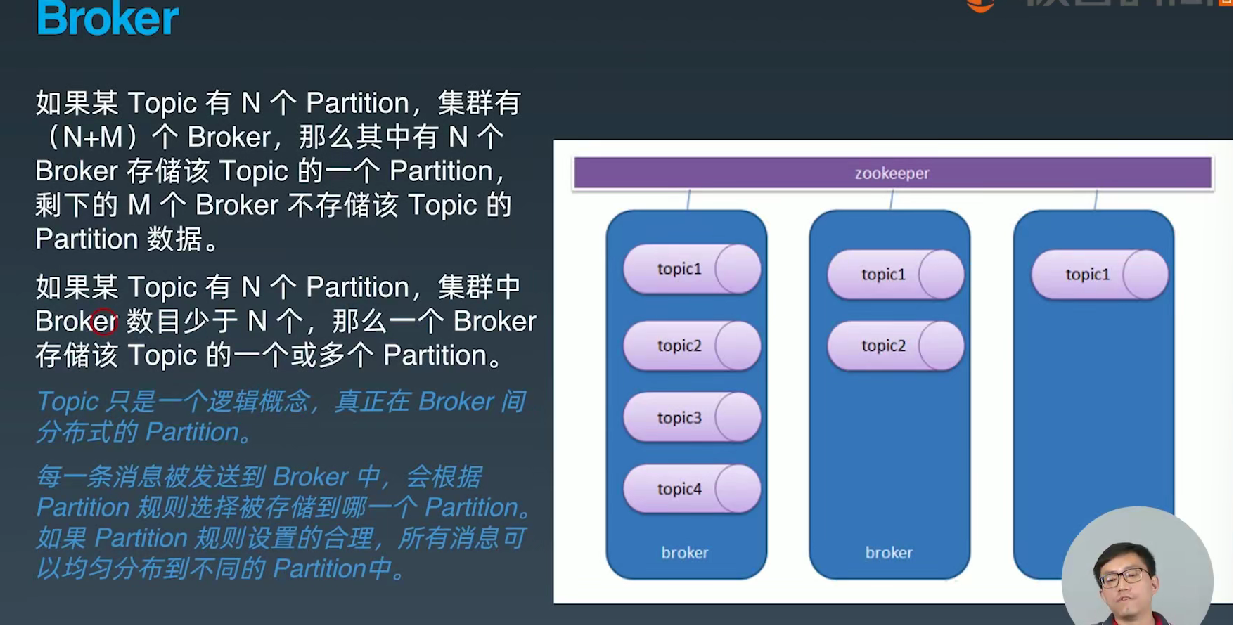 Broker
如果某 Topic 有 N 个 Partition，集群有
（N+M）个 Broker，那么其中有 N 个
Broker 存储该 Topic 的一个 Partition，
剩下的 M 个 Broker 不存储该 Topic 的
Partition 数据。
如果某 Topic 有 N 个 Partition，集群中
Broker 数目少于 N 个，那么一个 Broker
存储该 Topic 的一个或多个 Partition。
Topic 只是一个逻辑概念，真正在 Broker 间
分布式的 Partition。
每一条消息被发送到 Broker 中，会根据
Partition 规则选择被存储到哪一个 Partition。
如果 Partition 规则设置的合理，所有消息可
以均匀分布到不同的 Partition中。
zookeeper
topic1
topic2
topic3
topic4
broker
topic1
topic2
broker
topic1